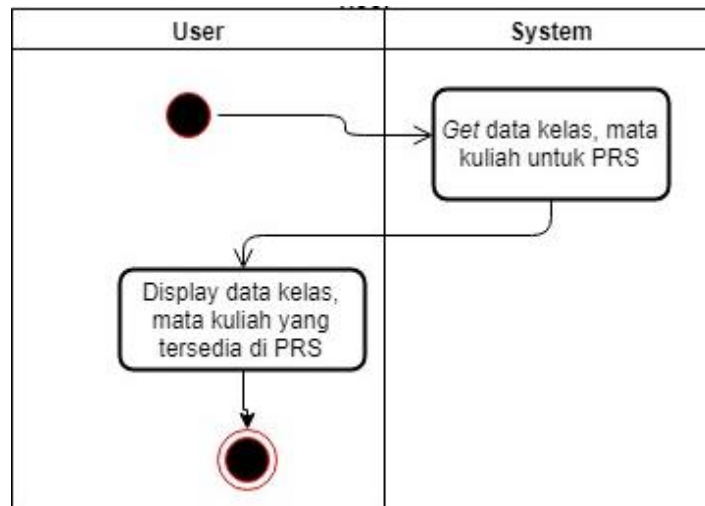 User
System
Get data kelas, mata
kuliah untuk PRS
Display data kelas,
mata kuliah yang
tersedia di PRS